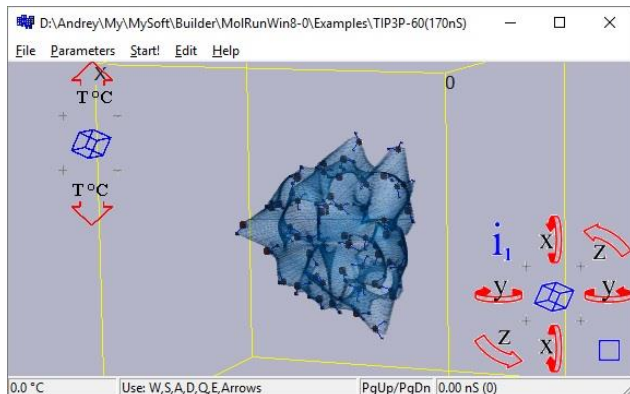 D:\Andrey\My\MySoft\Builder\MolRunWin8-0\Examples\TIP3P-60(170nS)
File Parameters Start! Edit Help
X
T°C
0
T°C
i1
X
Z
y
y
Z
X
0.0 °C Use: W,S,A,D,Q,E,Arrows PgUp/PgDn 0.00 nS (0)